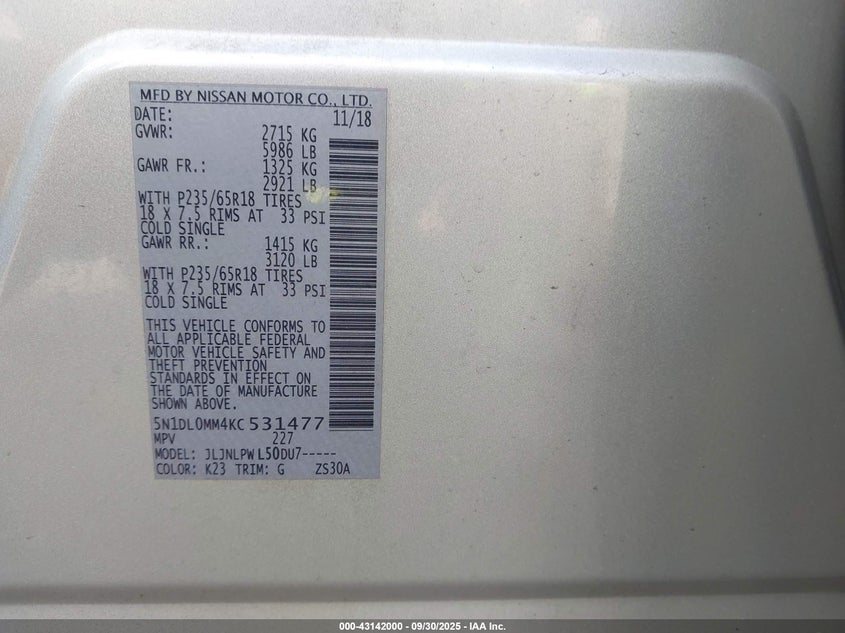 MFD BY NISSAN MOTOR CO., LTD.
DATE: 11/18
GVWR: 2715 KG
5986 LB
GAWR FR.: 1325 KG
2921 LB
WITH P235/65R18 TIRES
18 X 7.5 RIMS AT 33 PSI
COLD SINGLE
GAWR RR.: 1415 KG
3120 LB
WITH P235/65R18 TIRES
18 X 7.5 RIMS AT 33 PSI
COLD SINGLE
THIS VEHICLE CONFORMS TO
ALL APPLICABLE FEDERAL
MOTOR VEHICLE SAFETY AND
THEFT PREVENTION
STANDARDS IN EFFECT ON
THE DATE OF MANUFACTURE
SHOWN ABOVE.
5N1DL0MM4KC531477
MPV 227
MODEL: JLJNLPW L50DU7-----
COLOR: K23 TRIM: G ZS30A
000-43142000 - 09/30/2025 - IAA Inc.